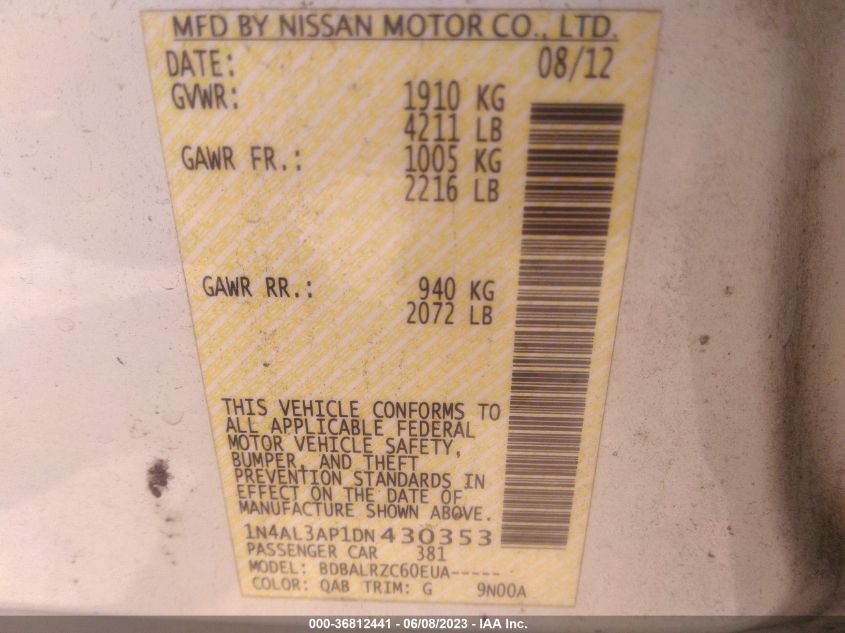 MFD BY NISSAN MOTOR CO., LTD.
DATE: 08/12
GVWR: 1910 KG
4211 LB
GAWR FR.: 1005 KG
2216 LB
GAWR RR.: 940 KG
2072 LB
THIS VEHICLE CONFORMS TO
ALL APPLICABLE FEDERAL
MOTOR VEHICLE SAFETY,
BUMPER, AND THEFT
PREVENTION STANDARDS IN
EFFECT ON THE DATE OF
MANUFACTURE SHOWN ABOVE.
1N4AL3AP1DN430353
PASSENGER CAR 381
MODEL: BDBALRZC60EUA-----
COLOR: QAB TRIM: G 9N00A
000-36812441 - 06/08/2023 - IAA Inc.